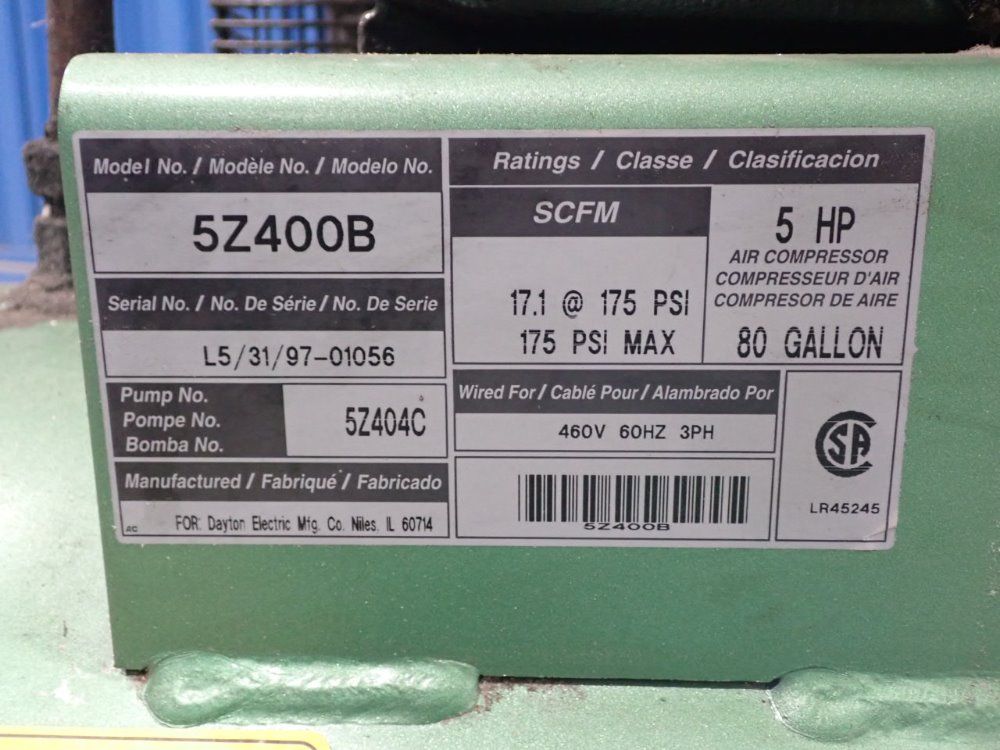 Model No. / Modèle No. / Modelo No.
5Z400B
Serial No. / No. De Série / No. De Serie
L5/31/97-01056
Pump No.
Pompe No.
Bomba No.
5Z404C
Manufactured / Fabriqué / Fabricado
AC
FOR: Dayton Electric Mfg. Co. Niles, IL 60714
Ratings / Classe / Clasificacion
SCFM
17.1 @ 175 PSI
175 PSI MAX
5 HP
AIR COMPRESSOR
COMPRESSEUR D'AIR
COMPRESOR DE AIRE
80 GALLON
Wired For / Cablé Pour / Alambrado Por
460V 60HZ 3PH
5Z400B
CSA
LR45245